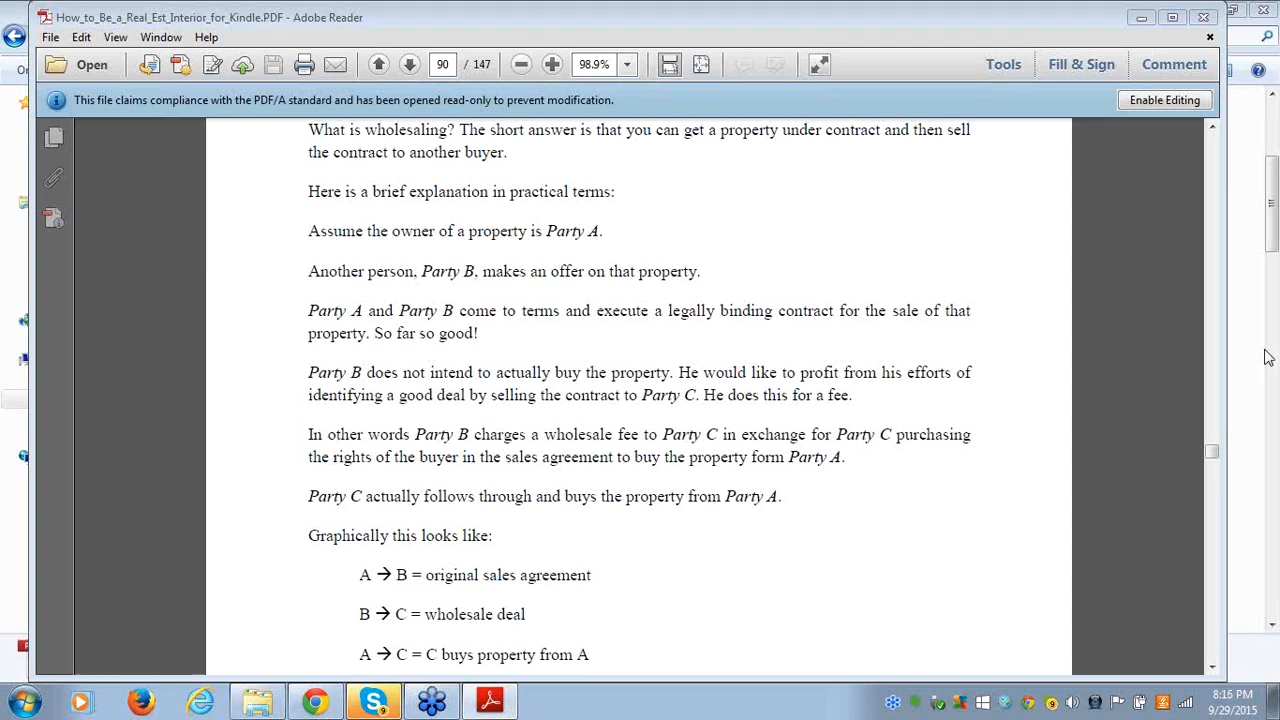 How_to_Be_a_Real_Est_Interior_for_Kindle.PDF - Adobe Reader
File Edit View Window Help
Open 90 / 147 98.9% Tools Fill & Sign Comment
This file claims compliance with the PDF/A standard and has been opened read-only to prevent modification. Enable Editing
What is wholesaling? The short answer is that you can get a property under contract and then sell
the contract to another buyer.
Here is a brief explanation in practical terms:
Assume the owner of a property is Party A.
Another person, Party B, makes an offer on that property.
Party A and Party B come to terms and execute a legally binding contract for the sale of that
property. So far so good!
Party B does not intend to actually buy the property. He would like to profit from his efforts of
identifying a good deal by selling the contract to Party C. He does this for a fee.
In other words Party B charges a wholesale fee to Party C in exchange for Party C purchasing
the rights of the buyer in the sales agreement to buy the property form Party A.
Party C actually follows through and buys the property from Party A.
Graphically this looks like:
A → B = original sales agreement
B → C = wholesale deal
A → C = C buys property from A
8:16 PM
9/29/2015